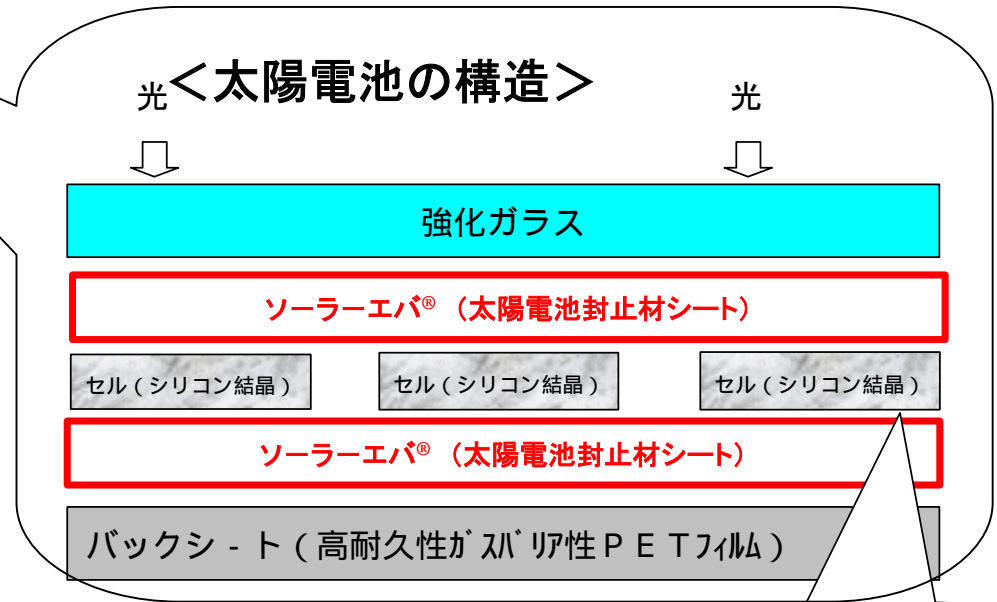 ＜太陽電池の構造＞
光 光
強化ガラス
ソーラーエバ®（太陽電池封止材シート）
セル（シリコン結晶） セル（シリコン結晶） セル（シリコン結晶）
ソーラーエバ®（太陽電池封止材シート）
バックシ‐ト（高耐久性ｶﾞｽﾊﾞﾘｱ性ＰＥＴﾌｨﾙﾑ）